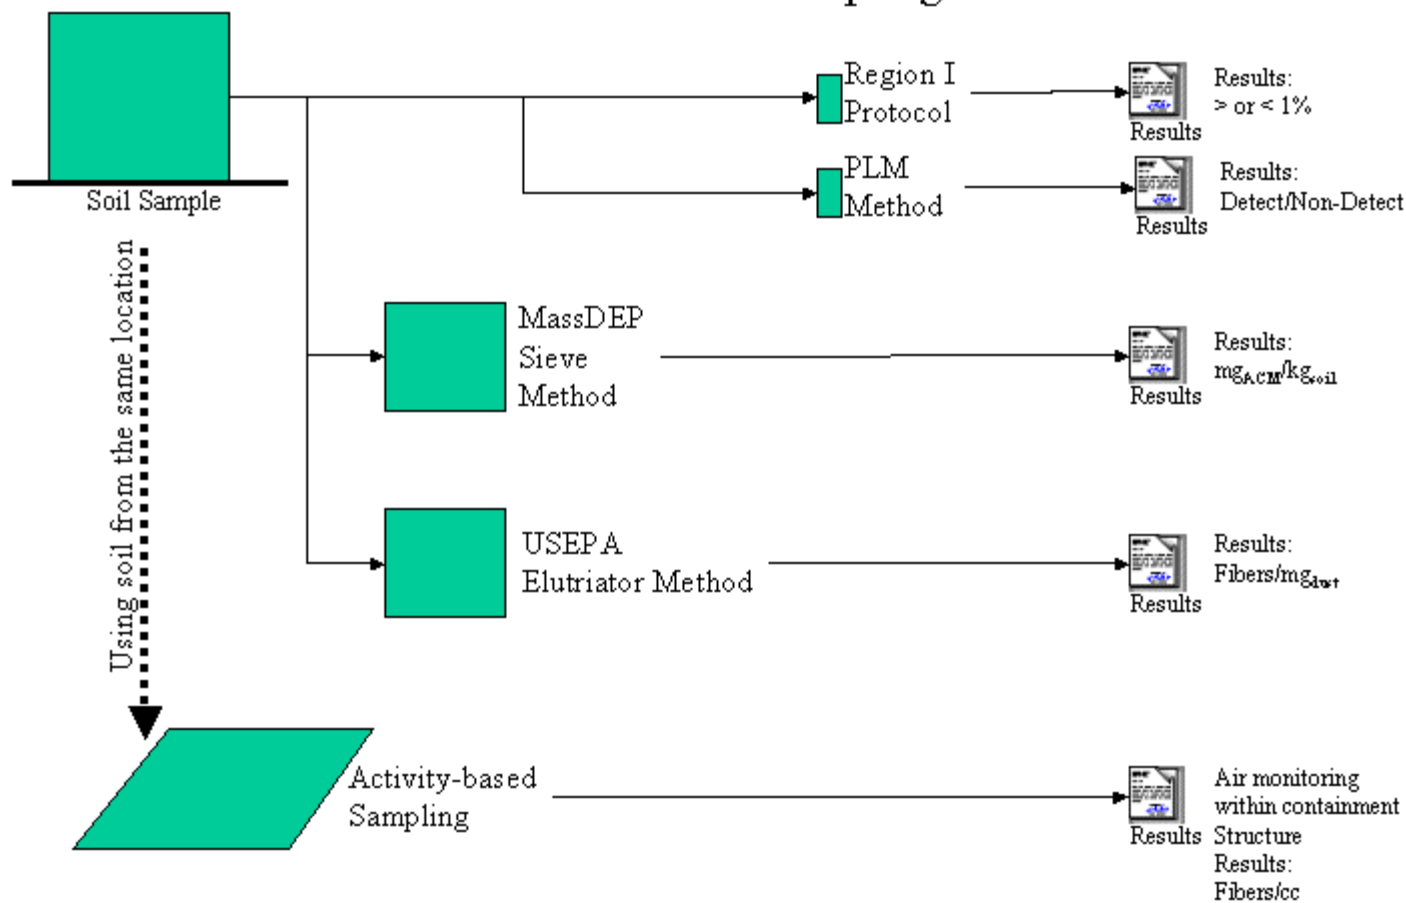 Region I
Protocol
Results
Results:
> or < 1%
Soil Sample
PLM
Method
Results
Results:
Detect/Non-Detect
Using soil from the same location
MassDEP
Sieve
Method
Results
Results:
mgACM/kgsoil
USEPA
Elutriator Method
Results
Results:
Fibers/mgdust
Activity-based
Sampling
Results
Air monitoring
within containment
Structure
Results:
Fibers/cc